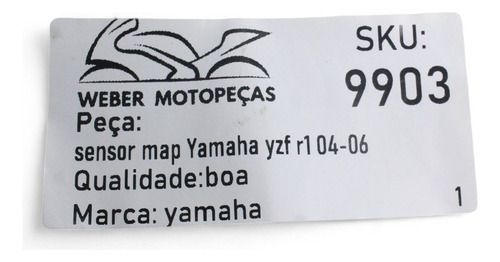 WEBER MOTOPEÇAS
SKU:
9903
Peça:
sensor map Yamaha yzf r1 04-06
Qualidade:boa
Marca: yamaha
1